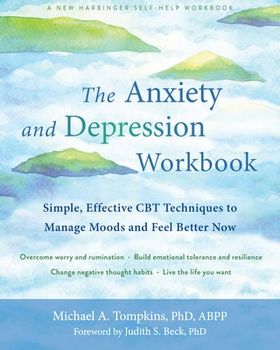 A NEW HARBINGER SELF-HELP WORKBOOK
The Anxiety
and Depression
Workbook
Simple, Effective CBT Techniques to
Manage Moods and Feel Better Now
Overcome worry and rumination • Build emotional tolerance and resilience
Change negative thought habits • Live the life you want
Michael A. Tompkins, PhD, ABPP
Foreword by Judith S. Beck, PhD